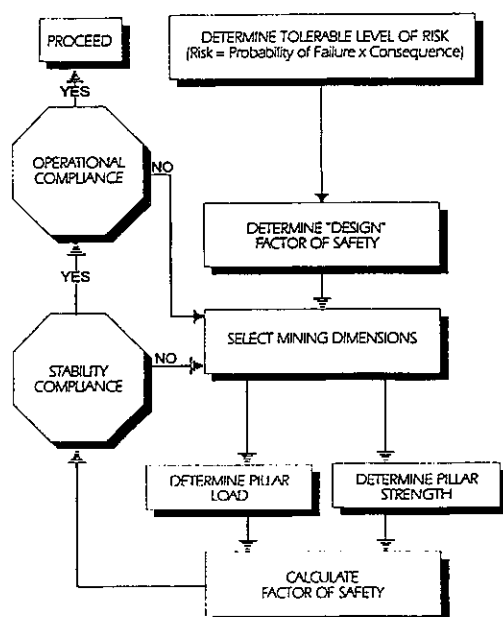 PROCEED
DETERMINE TOLERABLE LEVEL OF RISK
(Risk = Probability of Failure x Consequence)
YES
OPERATIONAL
COMPLIANCE
NO
DETERMINE "DESIGN"
FACTOR OF SAFETY
YES
SELECT MINING DIMENSIONS
STABILITY
COMPLIANCE
NO
DETERMINE PILLAR
LOAD
DETERMINE PILLAR
STRENGTH
CALCULATE
FACTOR OF SAFETY